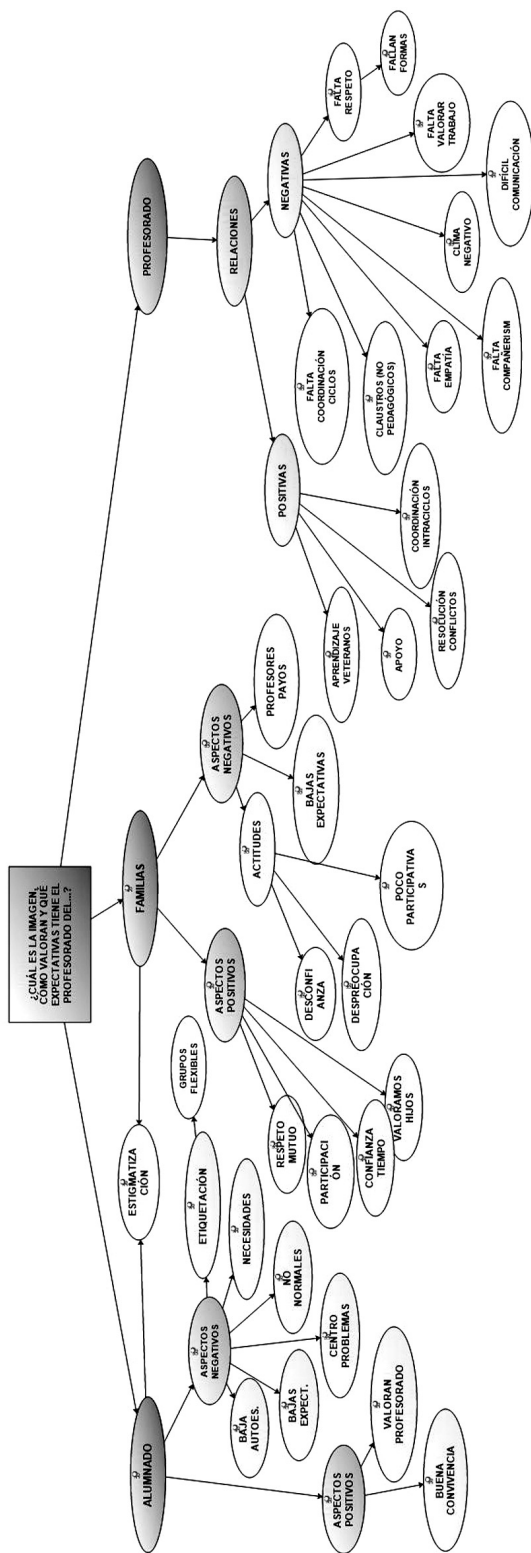 ¿CUÁL ES LA IMAGEN,
CÓMO VALORAN Y QUÉ
EXPECTATIVAS TIENE EL
PROFESORADO DEL...?
ALUMNADO
ESTIGMATIZA
CIÓN
ASPECTOS
NEGATIVOS
ETIQUETACIÓN
GRUPOS
FLEXIBLES
NECESIDADES
NO
NORMALES
CENTRO
PROBLEMAS
BAJAS
EXPECT.
BAJA
AUTOES.
ASPECTOS
POSITIVOS
VALORAN
PROFESORADO
BUENA
CONVIVENCIA
FAMILIAS
ASPECTOS
POSITIVOS
RESPETO
MUTUO
PARTICIPACI
ÓN
CONFIANZA
TIEMPO
VALORAMOS
HIJOS
ASPECTOS
NEGATIVOS
ACTITUDES
DESCONFI
ANZA
DESPREOCUPA
CIÓN
POCO
PARTICIPATIVA
S
BAJAS
EXPECTATIVAS
PROFESORES
PAYOS
PROFESORADO
RELACIONES
POSITIVAS
APRENDIZAJE
VETERANOS
APOYO
RESOLUCIÓN
CONFLICTOS
COORDINACIÓN
INTRACICLOS
NEGATIVAS
FALTA
COORDINACIÓN
CICLOS
CLAUSTROS (NO
PEDAGÓGICOS)
FALTA
EMPATÍA
FALTA
COMPAÑERISM
CLIMA
NEGATIVO
DIFÍCIL
COMUNICACIÓN
FALTA
VALORAR
TRABAJO
FALTA
RESPETO
FALLAN
FORMAS